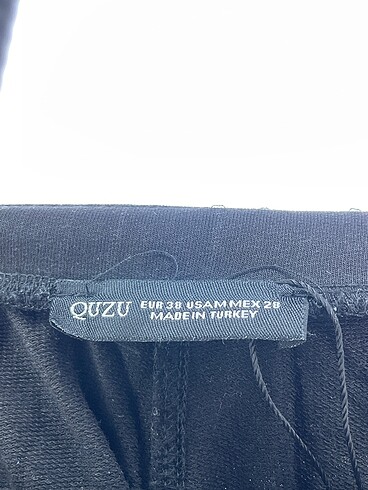 QUZU EUR 38 USA M MEX 28
MADE IN TURKEY